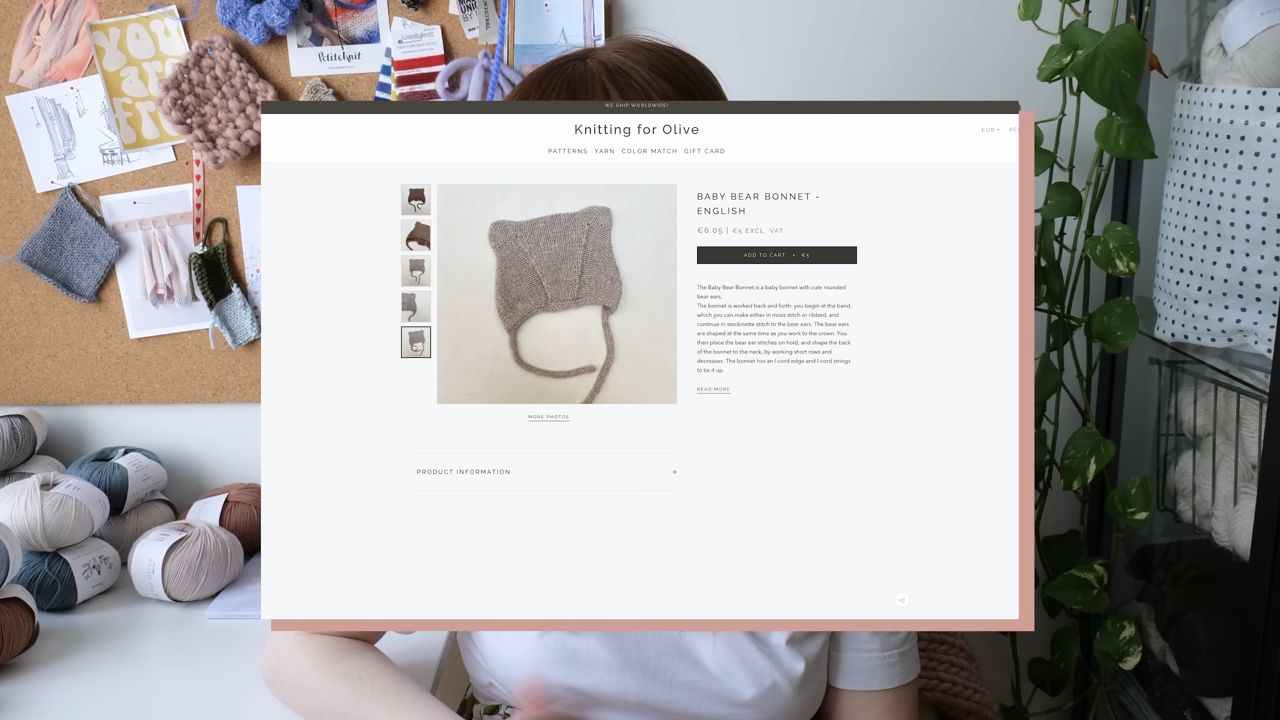 YOU
are
PetiteKnit
WE SHIP WORLDWIDE!
Knitting for Olive
EUR
PATTERNS YARN COLOR MATCH GIFT CARD
BABY BEAR BONNET -
ENGLISH
€6.05 | €5 EXCL. VAT
ADD TO CART • €5
The Baby Bear Bonnet is a baby bonnet with cute rounded
bear ears.
The bonnet is worked back and forth: you begin at the band,
which you can make either in moss stitch or ribbed, and
continue in stockinette stitch to the bear ears. The bear ears
are shaped at the same time as you work to the crown. You
then place the bear ear stitches on hold, and shape the back
of the bonnet to the neck, by working short rows and
decreases. The bonnet has an I-cord edge and I-cord strings
to tie it up.
READ MORE
MORE PHOTOS
PRODUCT INFORMATION +